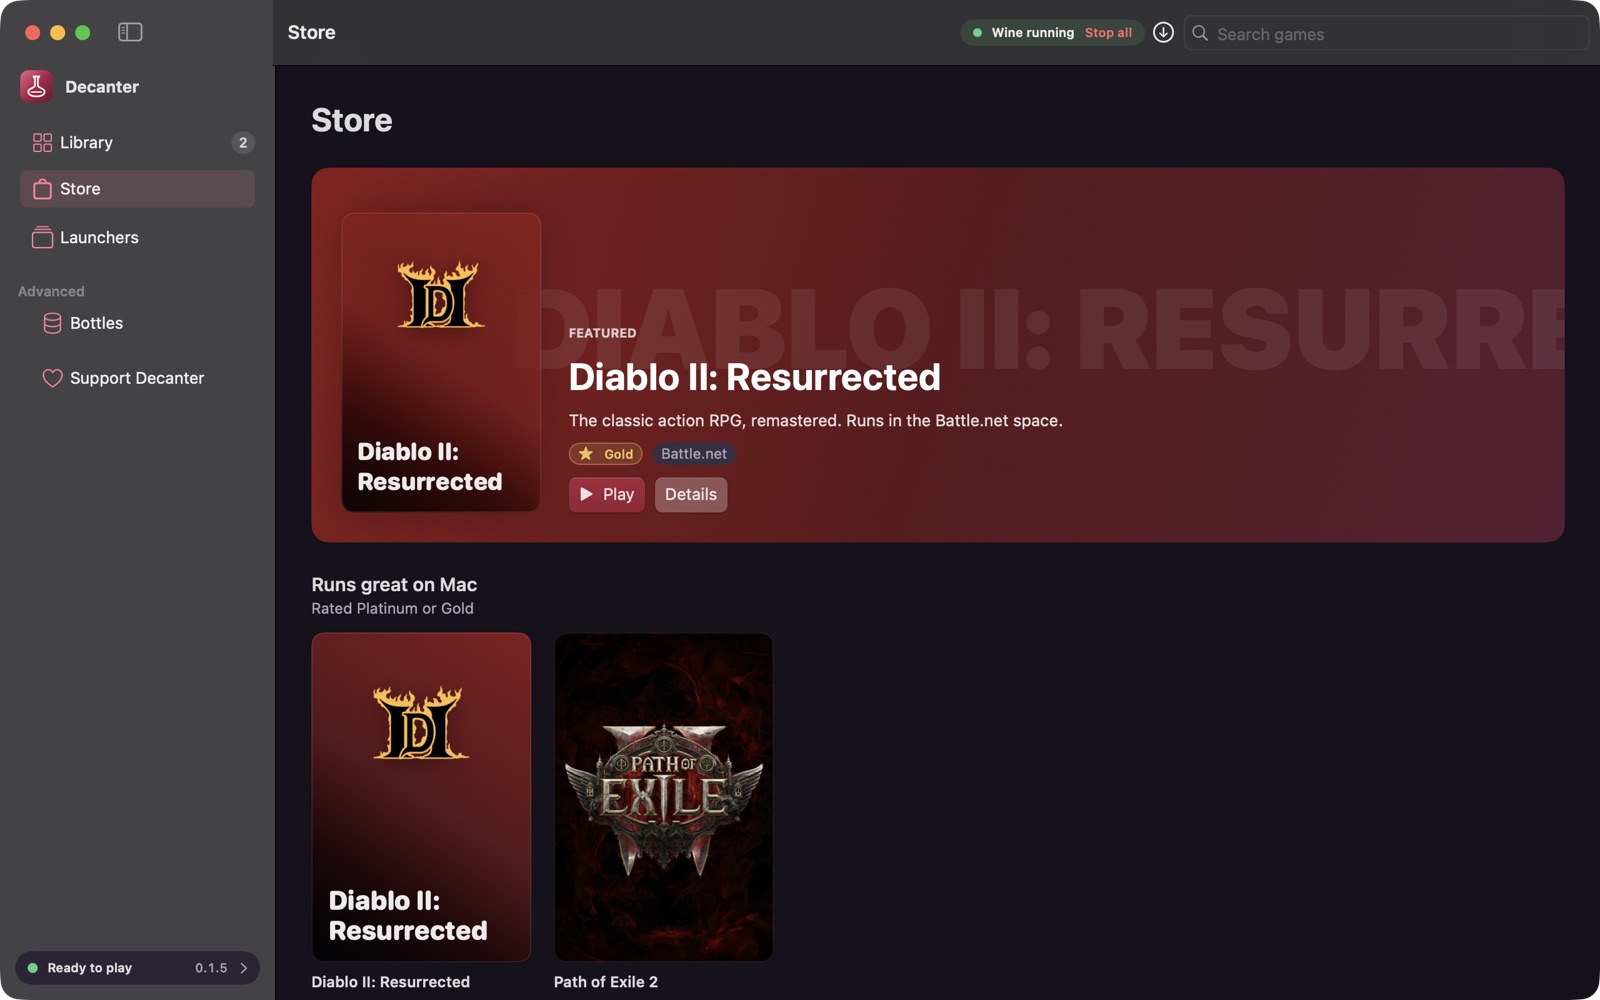 Store
Wine running
Stop all
Search games
Decanter
Library
2
Store
Launchers
Advanced
Bottles
Support Decanter
Ready to play
0.1.5
Store
DIABLO II: RESURRE
Diablo II:
Resurrected
FEATURED
Diablo II: Resurrected
The classic action RPG, remastered. Runs in the Battle.net space.
Gold
Battle.net
Play
Details
Runs great on Mac
Rated Platinum or Gold
Diablo II:
Resurrected
Diablo II: Resurrected
PATH OF
EXILE
Path of Exile 2